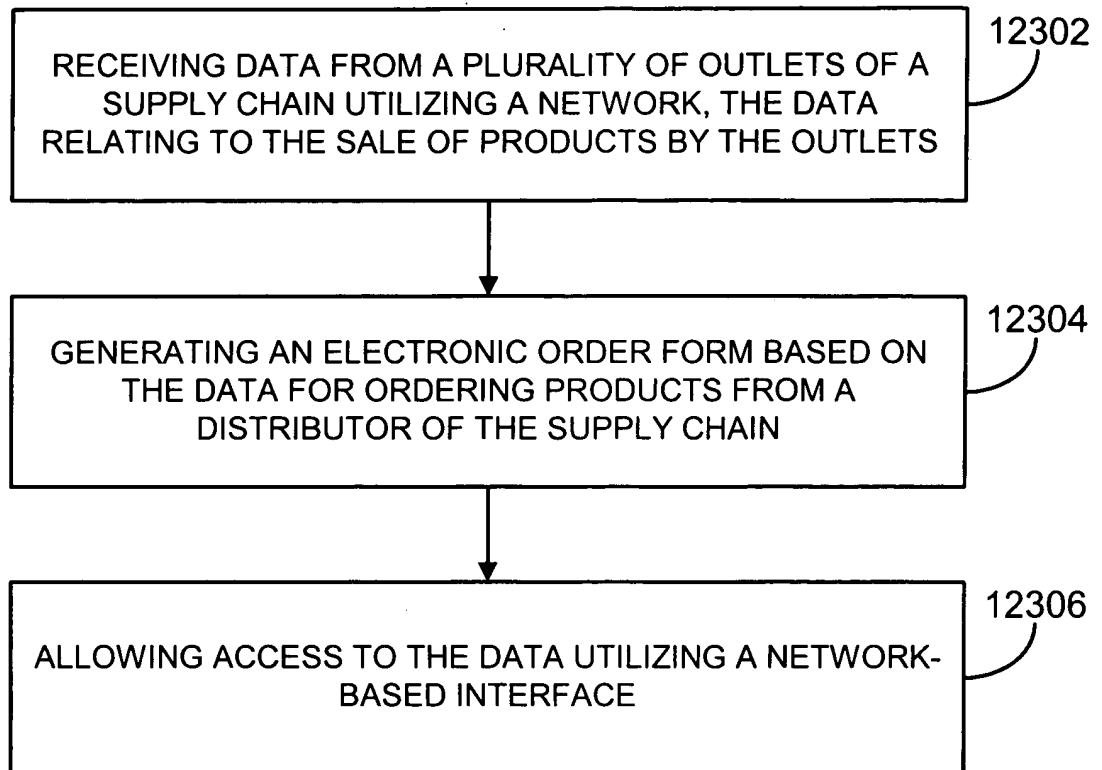 12302
RECEIVING DATA FROM A PLURALITY OF OUTLETS OF A
SUPPLY CHAIN UTILIZING A NETWORK, THE DATA
RELATING TO THE SALE OF PRODUCTS BY THE OUTLETS
12304
GENERATING AN ELECTRONIC ORDER FORM BASED ON
THE DATA FOR ORDERING PRODUCTS FROM A
DISTRIBUTOR OF THE SUPPLY CHAIN
12306
ALLOWING ACCESS TO THE DATA UTILIZING A NETWORK-
BASED INTERFACE